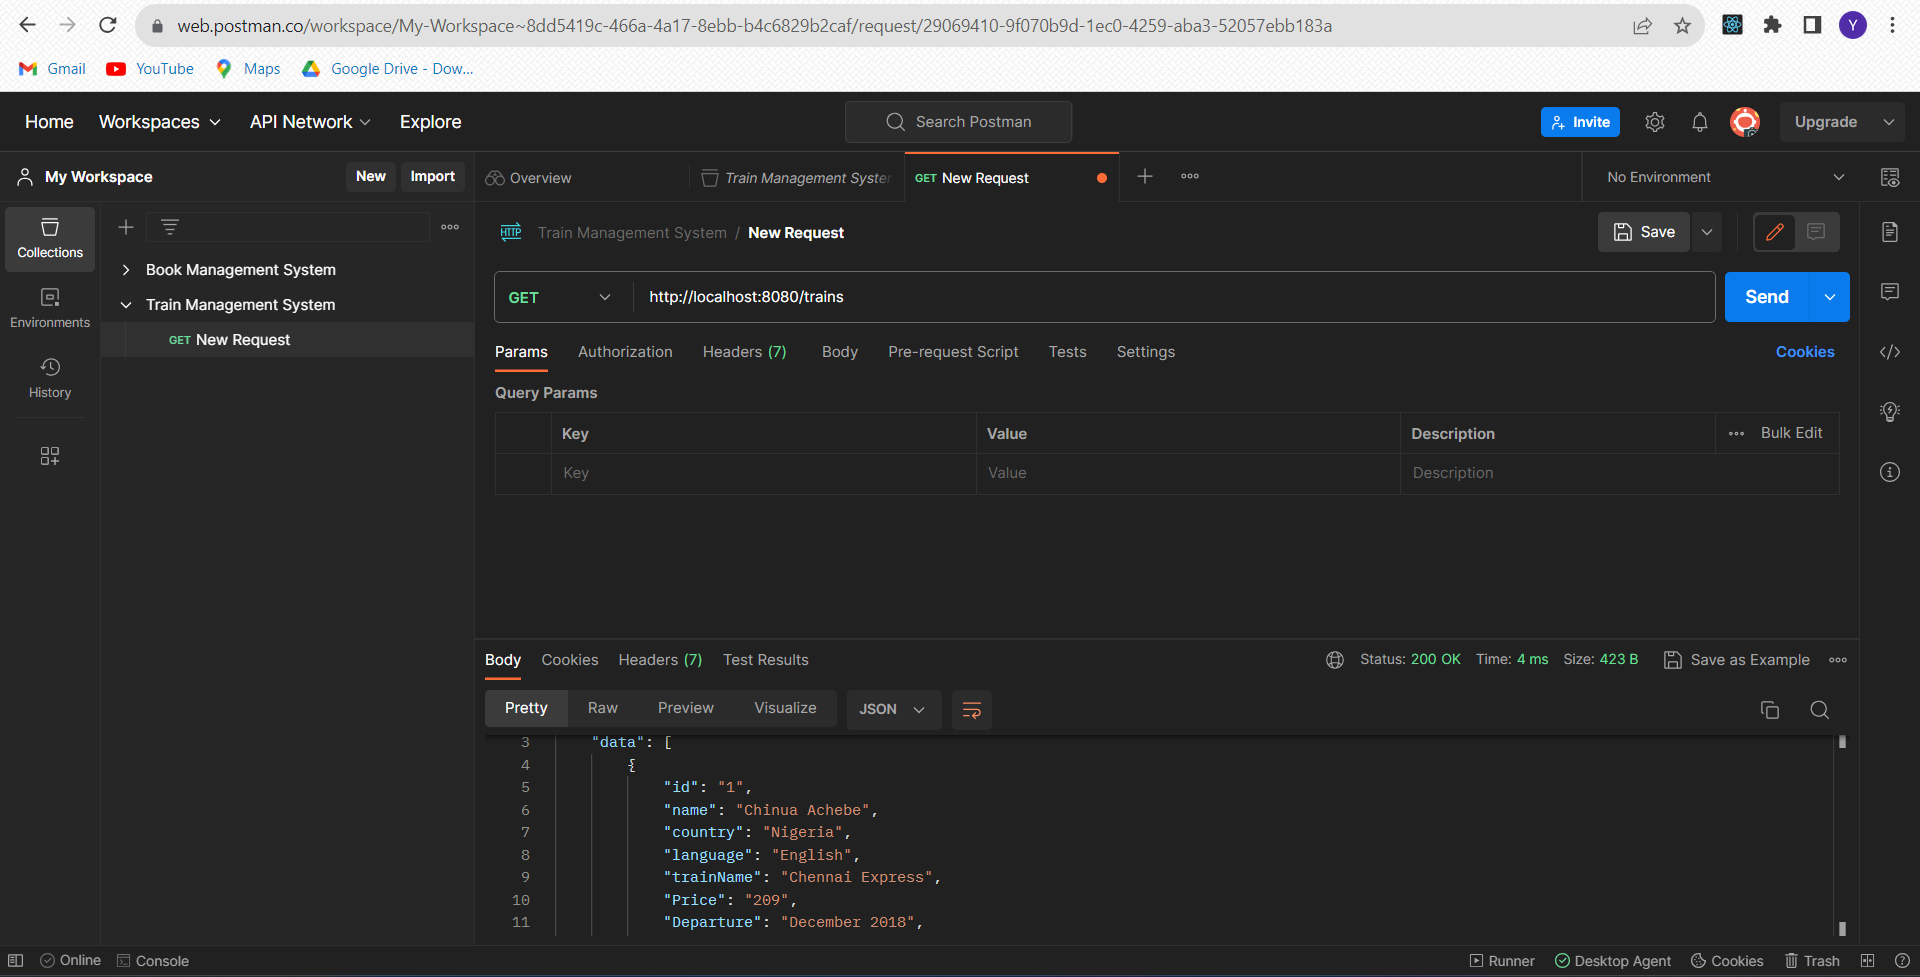 web.postman.co/workspace/My-Workspace~8dd5419c-466a-4a17-8ebb-b4c6829b2caf/request/29069410-9f070b9d-1ec0-4259-aba3-52057ebb183a
Y
Gmail YouTube Maps Google Drive - Dow...
Home Workspaces API Network Explore Search Postman Invite Upgrade
My Workspace New Import Overview Train Management System GET New Request No Environment
Collections
HTTP Train Management System / New Request Save
Book Management System
Train Management System
GET New Request
Environments
History
GET http://localhost:8080/trains Send
Params Authorization Headers (7) Body Pre-request Script Tests Settings Cookies
Query Params
Key Value Description Bulk Edit
Key Value Description
Body Cookies Headers (7) Test Results Status: 200 OK Time: 4 ms Size: 423 B Save as Example
Pretty Raw Preview Visualize JSON
3 "data": [
4 {
5 "id": "1",
6 "name": "Chinua Achebe",
7 "country": "Nigeria",
8 "language": "English",
9 "trainName": "Chennai Express",
10 "Price": "209",
11 "Departure": "December 2018",
Online Console Runner Desktop Agent Cookies Trash